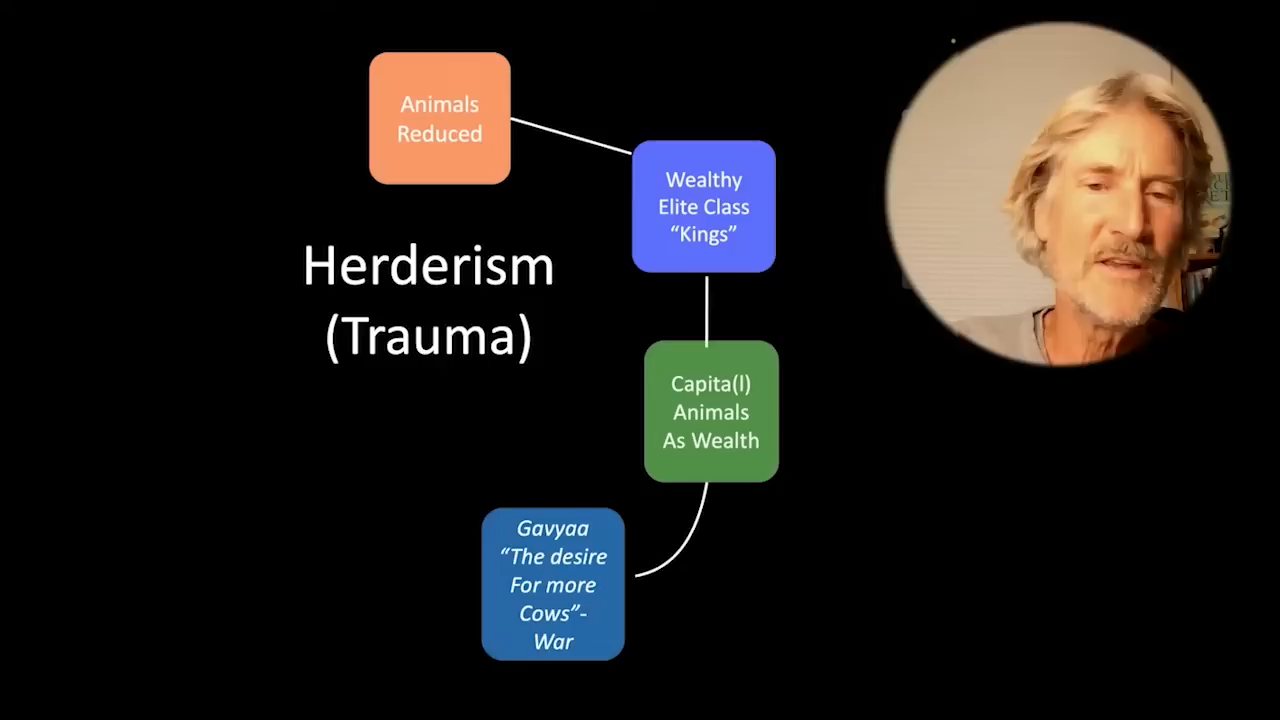 Animals
Reduced
Wealthy
Elite Class
“Kings”
Herderism
(Trauma)
Capita(l)
Animals
As Wealth
Gavyaa
“The desire
For more
Cows”-
War